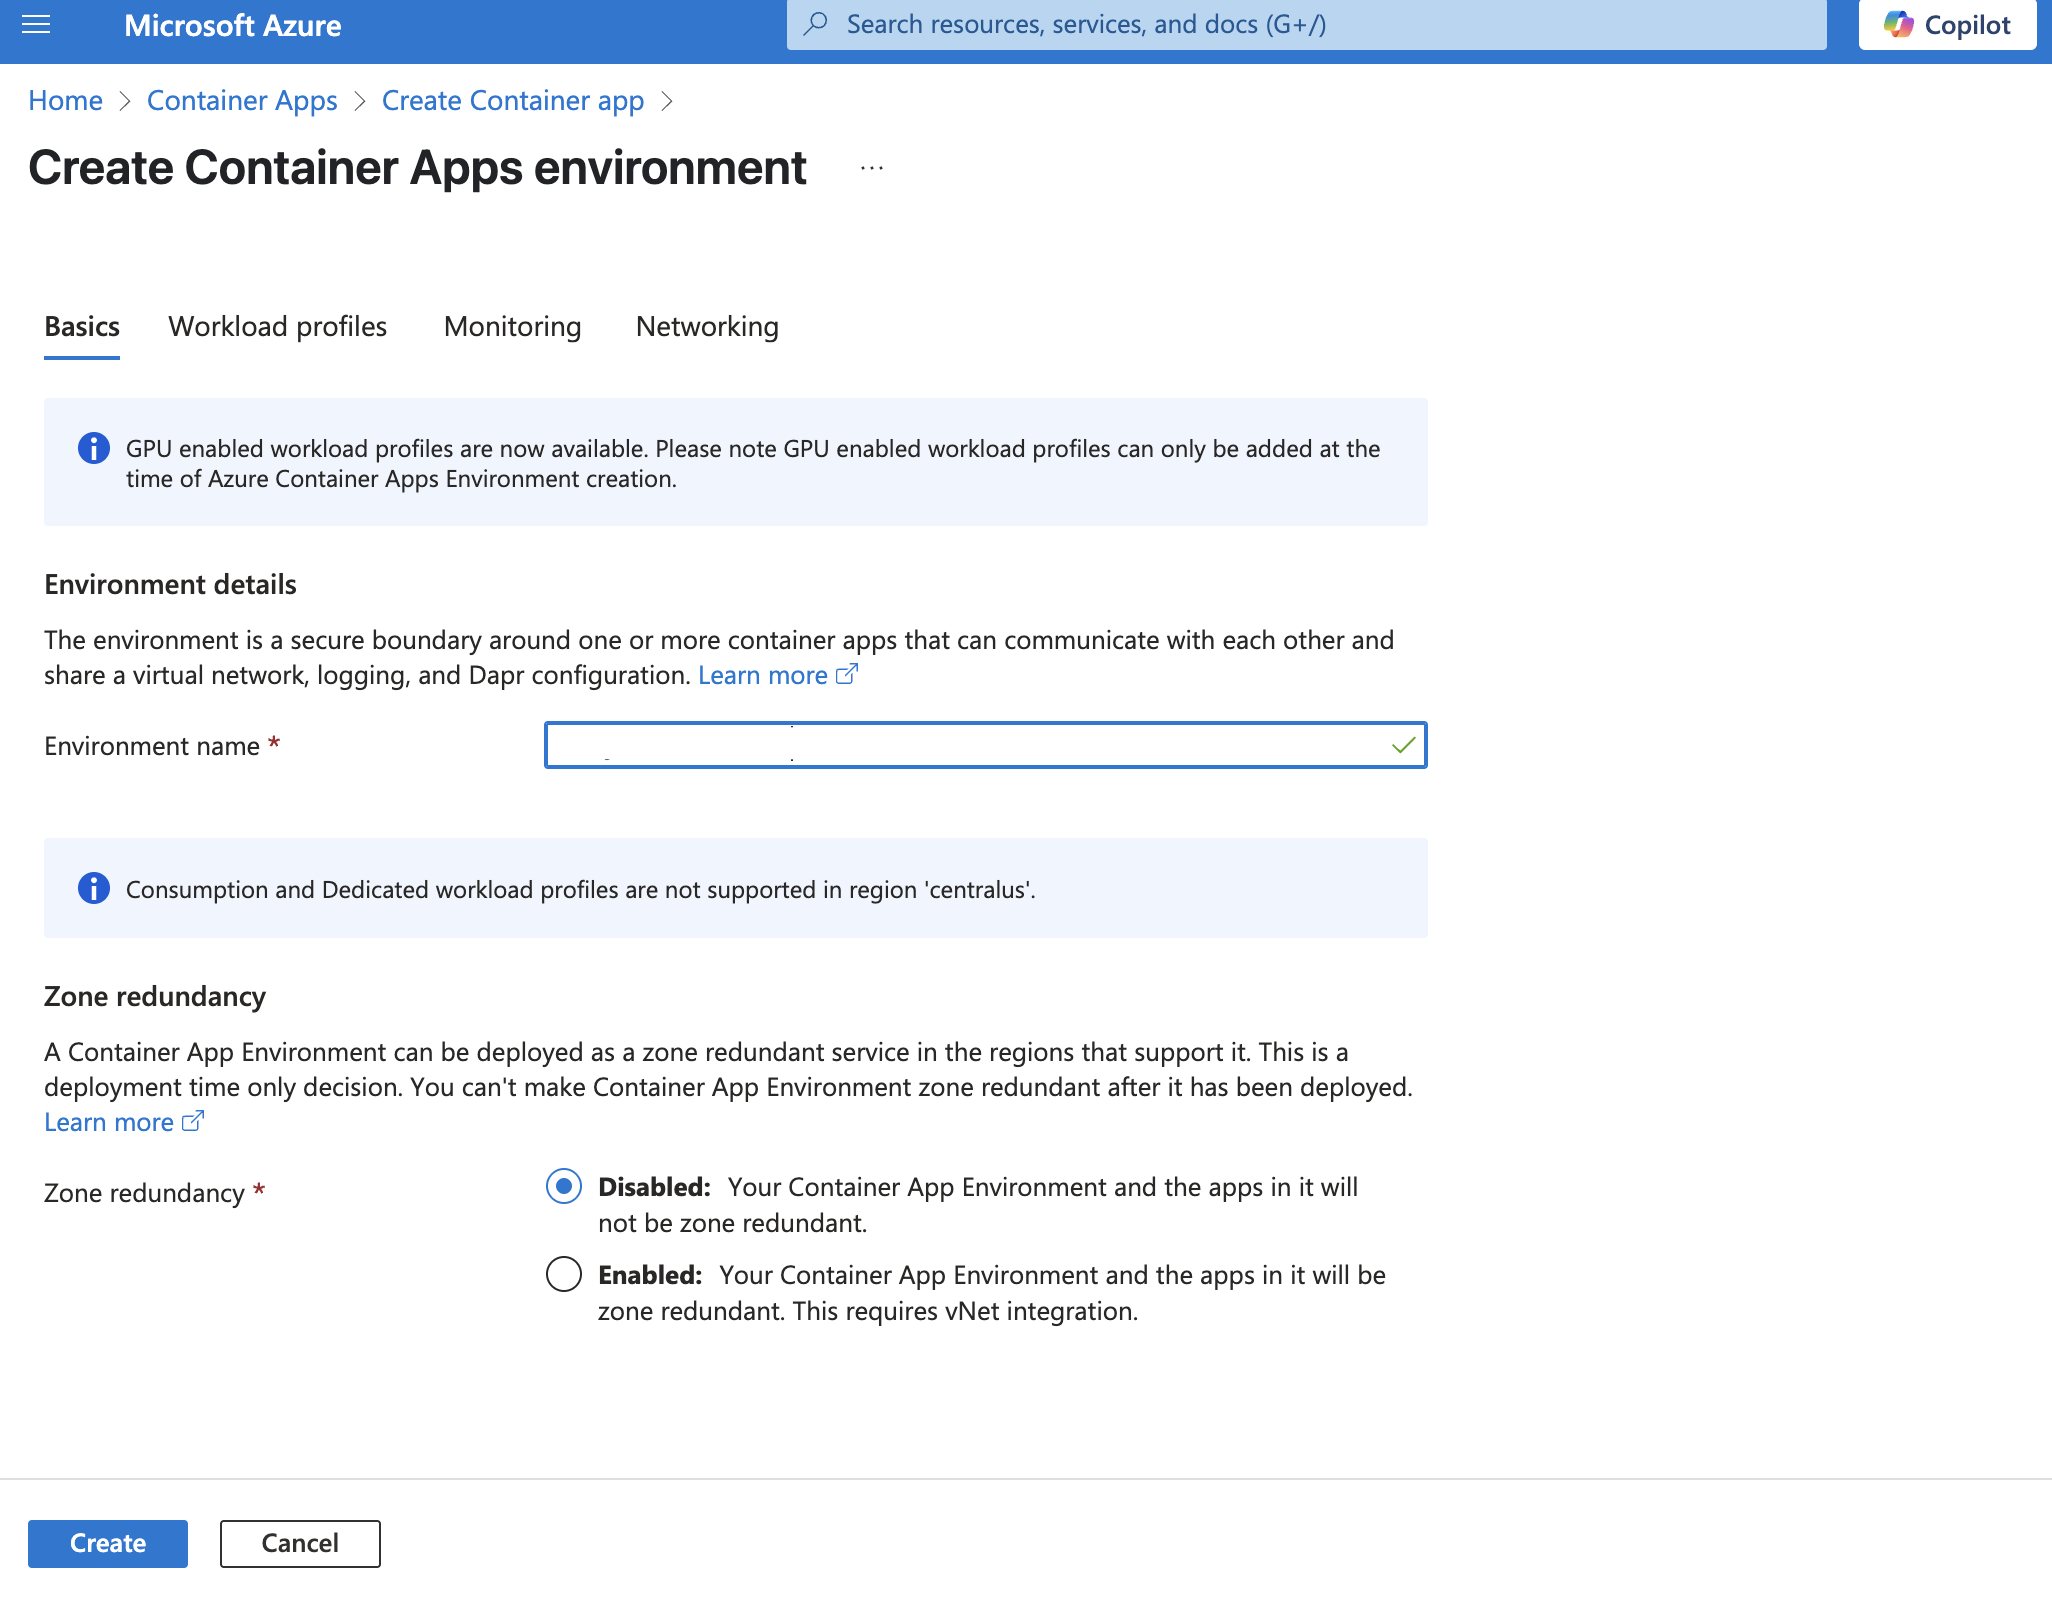 Microsoft Azure
Search resources, services, and docs (G+/)
Copilot
Home > Container Apps > Create Container app >
Create Container Apps environment ...
Basics Workload profiles Monitoring Networking
GPU enabled workload profiles are now available. Please note GPU enabled workload profiles can only be added at the
time of Azure Container Apps Environment creation.
Environment details
The environment is a secure boundary around one or more container apps that can communicate with each other and
share a virtual network, logging, and Dapr configuration. Learn more
Environment name *
Consumption and Dedicated workload profiles are not supported in region 'centralus'.
Zone redundancy
A Container App Environment can be deployed as a zone redundant service in the regions that support it. This is a
deployment time only decision. You can't make Container App Environment zone redundant after it has been deployed.
Learn more
Zone redundancy *
Disabled: Your Container App Environment and the apps in it will
not be zone redundant.
Enabled: Your Container App Environment and the apps in it will be
zone redundant. This requires vNet integration.
Create
Cancel